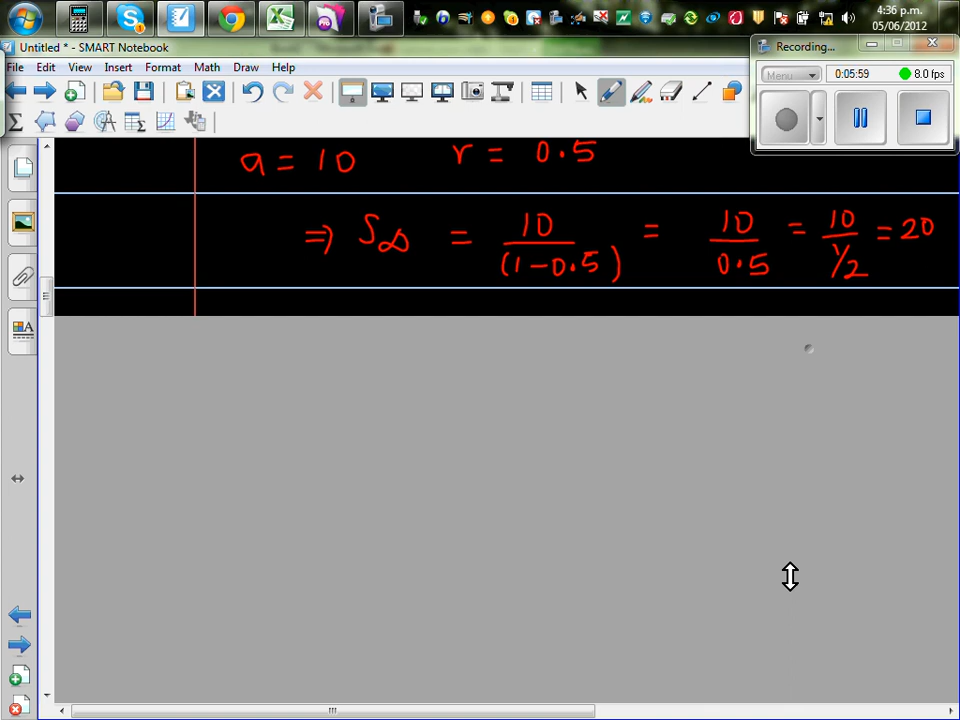 4:36 p.m.
05/06/2012
Untitled * - SMART Notebook
Recording...
File Edit View Insert Format Math Draw Help
Menu 0:05:59 8.0 fps
a = 10 r = 0.5
⇒ S∞ = 10/(1-0.5) = 10/0.5 = 10/1/2 = 20